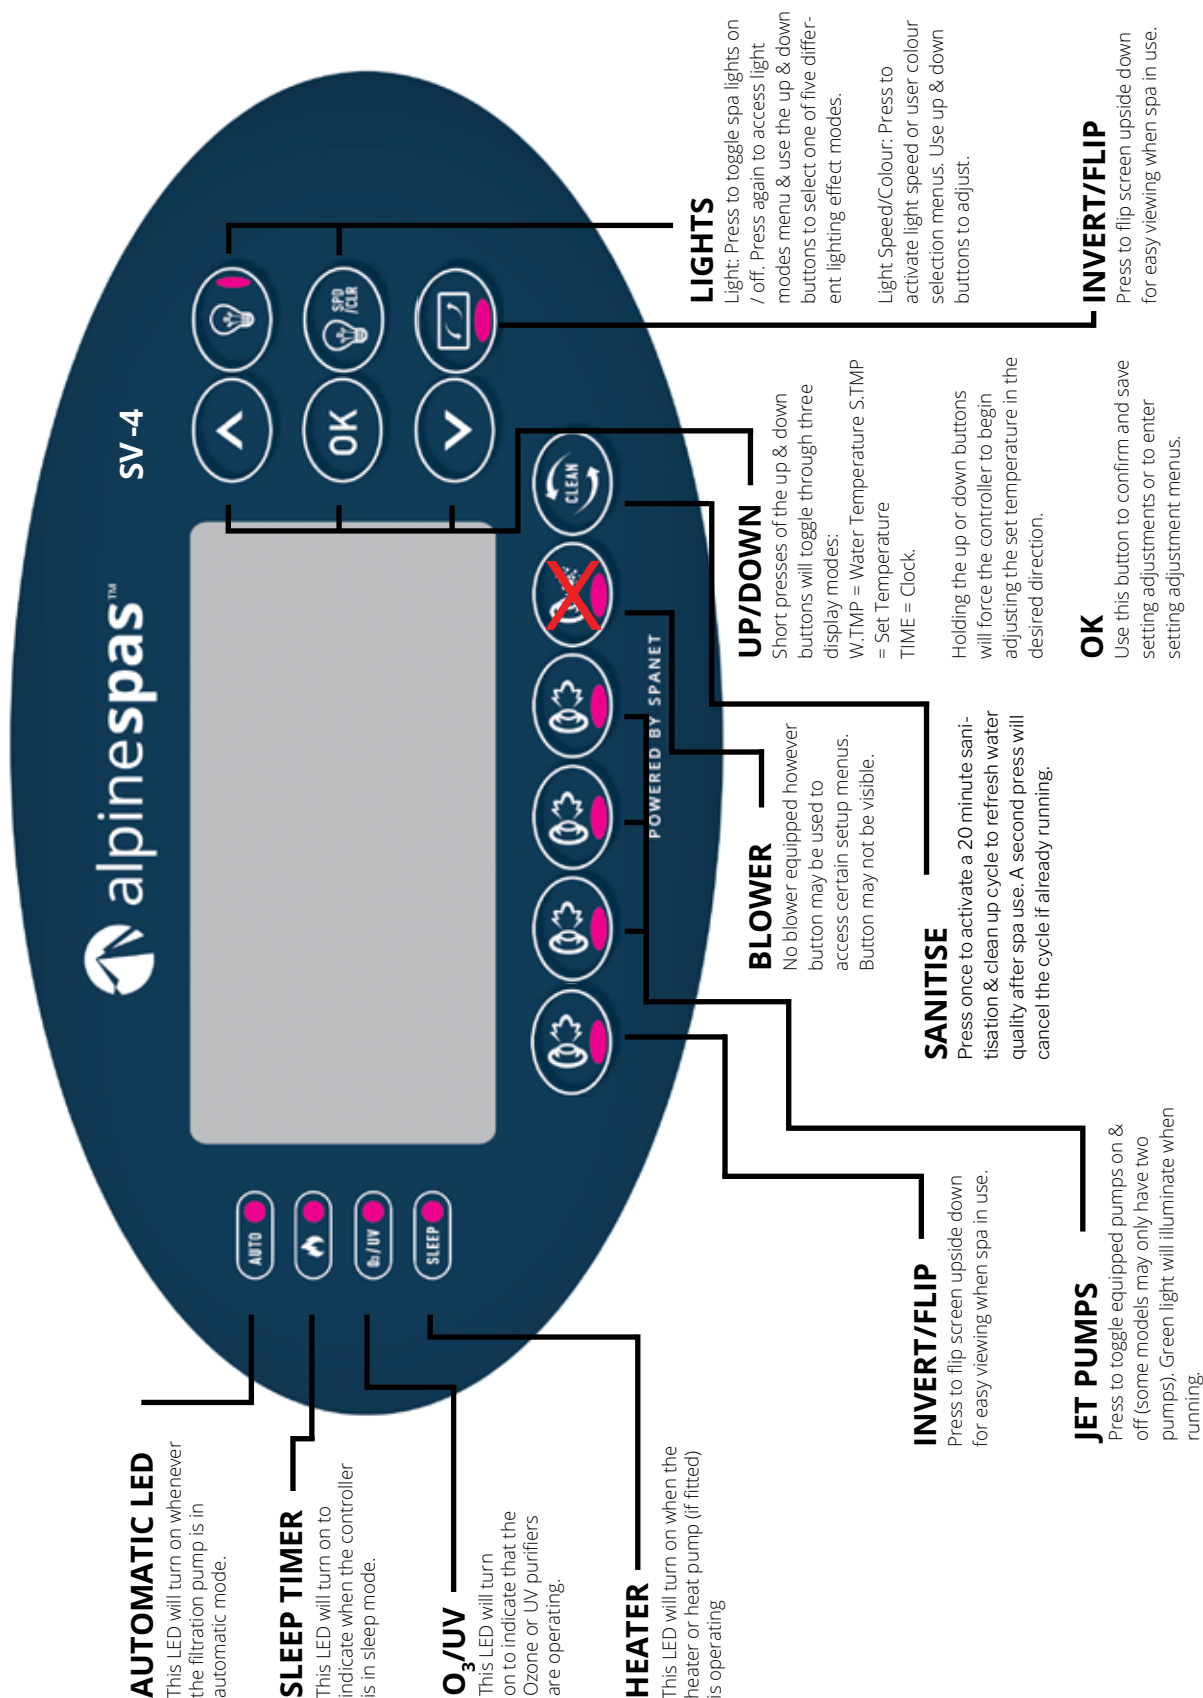 alpinespas™
SV-4
AUTO
O₃/UV
SLEEP
OK
SPD
/CLR
CLEAN
POWERED BY SPANET
AUTOMATIC LED
This LED will turn on whenever
the filtration pump is in
automatic mode.
SLEEP TIMER
This LED will turn on to
indicate when the controller
is in sleep mode.
O₃/UV
This LED will turn
on to indicate that the
Ozone or UV purifiers
are operating.
HEATER
This LED will turn on when the
heater or heat pump (if fitted)
is operating
INVERT/FLIP
Press to flip screen upside down
for easy viewing when spa in use.
JET PUMPS
Press to toggle equipped pumps on &
off (some models may only have two
pumps). Green light will illuminate when
running.
BLOWER
No blower equipped however
button may be used to
access certain setup menus.
Button may not be visible.
SANITISE
Press once to activate a 20 minute sani-
tisation & clean up cycle to refresh water
quality after spa use. A second press will
cancel the cycle if already running.
UP/DOWN
Short presses of the up & down
buttons will toggle through three
display modes:
W.TMP = Water Temperature S.TMP
= Set Temperature
TIME = Clock.
Holding the up or down buttons
will force the controller to begin
adjusting the set temperature in the
desired direction.
OK
Use this button to confirm and save
setting adjustments or to enter
setting adjustment menus.
LIGHTS
Light: Press to toggle spa lights on
/ off. Press again to access light
modes menu & use the up & down
buttons to select one of five differ-
ent lighting effect modes.
Light Speed/Colour: Press to
activate light speed or user colour
selection menus. Use up & down
buttons to adjust.
INVERT/FLIP
Press to flip screen upside down
for easy viewing when spa in use.